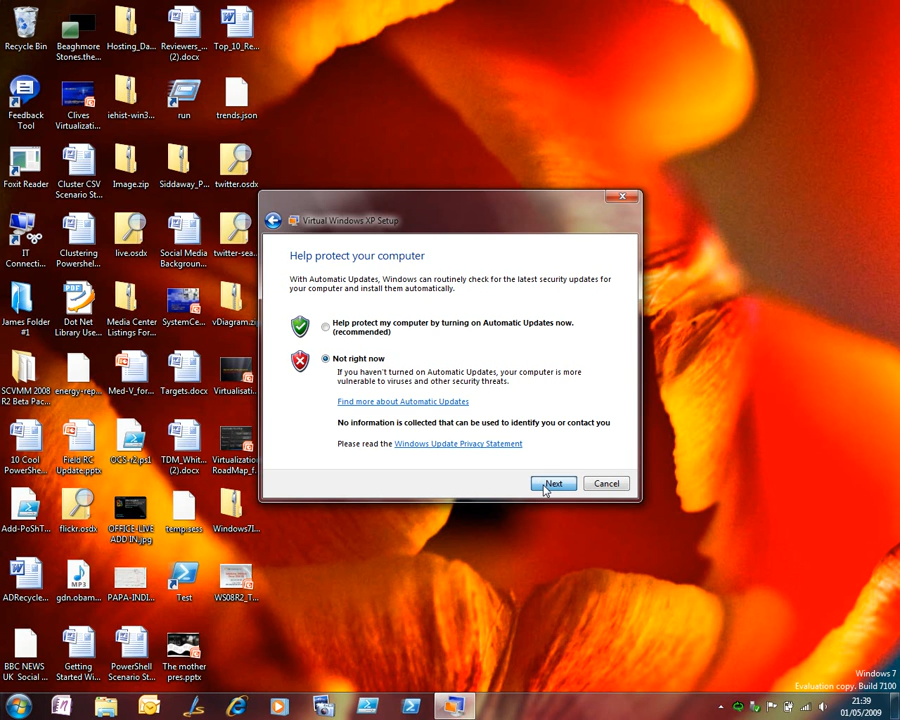 Recycle Bin
Beaghmore
Stones.the...
Hosting_Da...
Reviewers_...
(2).docx
Top_10_Re...
Feedback
Tool
Clives
Virtualizati...
iehist-win3...
run
trends.json
Foxit Reader
Cluster CSV
Scenario St...
Image.zip
Siddaway_P...
twitter.osdx
IT
Connecti...
Clustering
Powershel...
live.osdx
Social Media
Backgroun...
twitter-sea...
James Folder
#1
Dot Net
Library Use...
Media Center
Listings For...
SystemCe...
vDiagram.zi
SCVMM 2008
R2 Beta Pac...
energy-rep...
Med-V_for...
Targets.docx
Virtualisati...
10 Cool
PowerShe...
Field RC
Update.pptx
OCS-r2.ps1
TDM_Whit...
(2).docx
Virtualization
RoadMap_f...
Add-PoShT...
flickr.osdx
OFFICE-LIVE
ADD IN.jpg
temp.sess
Windows7I...
ADRecycle...
gdn.obam...
PAPA-INDI...
Test
WS08R2_T...
BBC NEWS
UK Social ...
Getting
Started Wi...
PowerShell
Scenario St...
The mother
pres.pptx
Virtual Windows XP Setup
Help protect your computer
With Automatic Updates, Windows can routinely check for the latest security updates for
your computer and install them automatically.
Help protect my computer by turning on Automatic Updates now.
(recommended)
Not right now
If you haven't turned on Automatic Updates, your computer is more
vulnerable to viruses and other security threats.
Find more about Automatic Updates
No information is collected that can be used to identify you or contact you
Please read the Windows Update Privacy Statement
Next
Cancel
Windows 7
Evaluation copy. Build 7100
21:39
01/05/2009